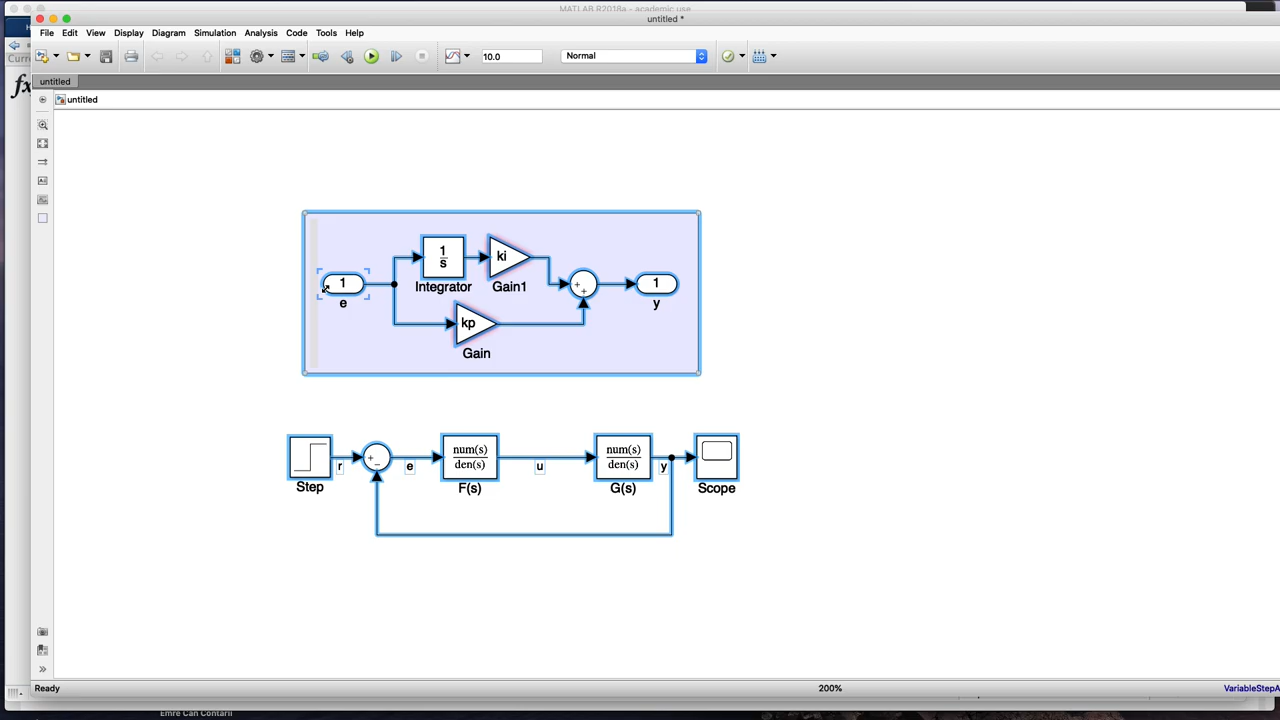 MATLAB R2018a - academic use
untitled *
File Edit View Display Diagram Simulation Analysis Code Tools Help
10.0 Normal
Curre
fx
untitled
untitled
1
s
ki
1
1
e
Integrator
Gain1
+
+
y
kp
Gain
num(s)
den(s)
num(s)
den(s)
+
−
r
e
u
y
Step
F(s)
G(s)
Scope
Ready 200% VariableStepA
Emre Can Contarli